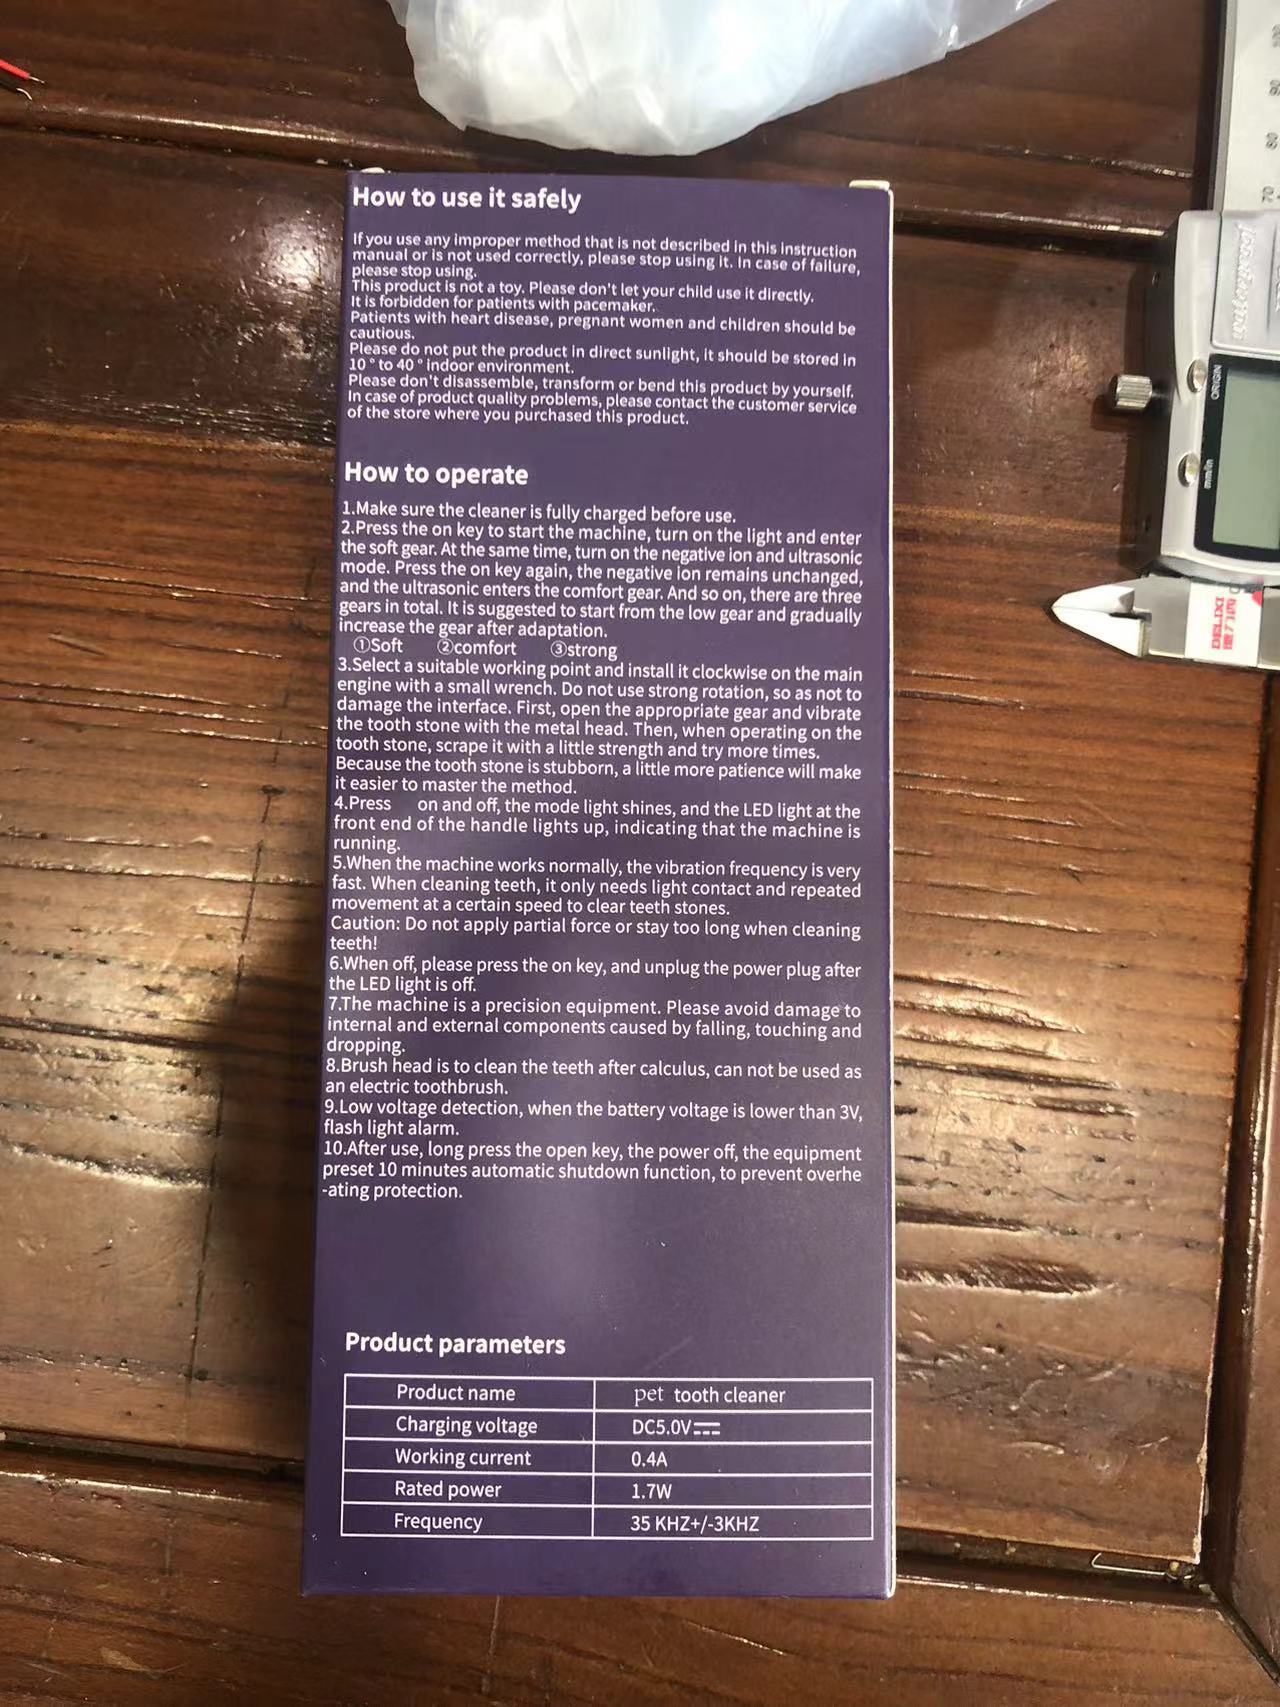 How to use it safely
If you use any improper method that is not described in this instruction
manual or is not used correctly, please stop using it. In case of failure,
please stop using.
This product is not a toy. Please don't let your child use it directly.
It is forbidden for patients with pacemaker.
Patients with heart disease, pregnant women and children should be
cautious.
Please do not put the product in direct sunlight, it should be stored in
10 ° to 40 ° indoor environment.
Please don't disassemble, transform or bend this product by yourself.
In case of product quality problems, please contact the customer service
of the store where you purchased this product.
How to operate
1.Make sure the cleaner is fully charged before use.
2.Press the on key to start the machine, turn on the light and enter
the soft gear. At the same time, turn on the negative ion and ultrasonic
mode. Press the on key again, the negative ion remains unchanged,
and the ultrasonic enters the comfort gear. And so on, there are three
gears in total. It is suggested to start from the low gear and gradually
increase the gear after adaptation.
①Soft ②comfort ③strong
3.Select a suitable working point and install it clockwise on the main
engine with a small wrench. Do not use strong rotation, so as not to
damage the interface. First, open the appropriate gear and vibrate
the tooth stone with the metal head. Then, when operating on the
tooth stone, scrape it with a little strength and try more times.
Because the tooth stone is stubborn, a little more patience will make
it easier to master the method.
4.Press on and off, the mode light shines, and the LED light at the
front end of the handle lights up, indicating that the machine is
running.
5.When the machine works normally, the vibration frequency is very
fast. When cleaning teeth, it only needs light contact and repeated
movement at a certain speed to clear teeth stones.
Caution: Do not apply partial force or stay too long when cleaning
teeth!
6.When off, please press the on key, and unplug the power plug after
the LED light is off.
7.The machine is a precision equipment. Please avoid damage to
internal and external components caused by falling, touching and
dropping.
8.Brush head is to clean the teeth after calculus, can not be used as
an electric toothbrush.
9.Low voltage detection, when the battery voltage is lower than 3V,
flash light alarm.
10.After use, long press the open key, the power off, the equipment
preset 10 minutes automatic shutdown function, to prevent overhe
-ating protection.
Product parameters
Product name pet tooth cleaner
Charging voltage DC5.0V⎓
Working current 0.4A
Rated power 1.7W
Frequency 35 KHZ+/-3KHZ
ORIGIN
mm/in
DELIXI
德力西
70
80
90
100